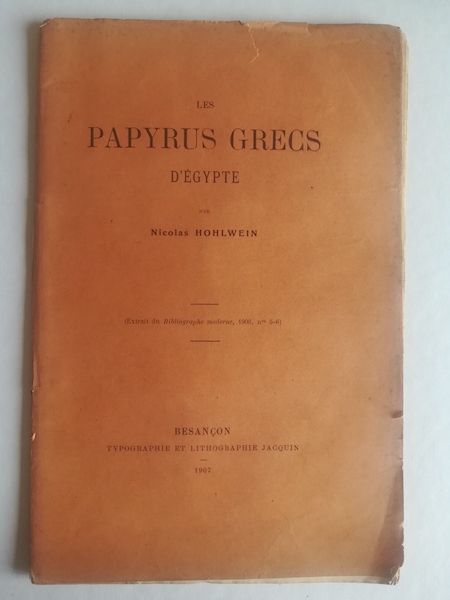 LES
PAPYRUS GRECS
D'ÉGYPTE
PAR
Nicolas HOHLWEIN
(Extrait du Bibliographe moderne, 1906, nos 5-6)
BESANÇON
TYPOGRAPHIE ET LITHOGRAPHIE JACQUIN
1907